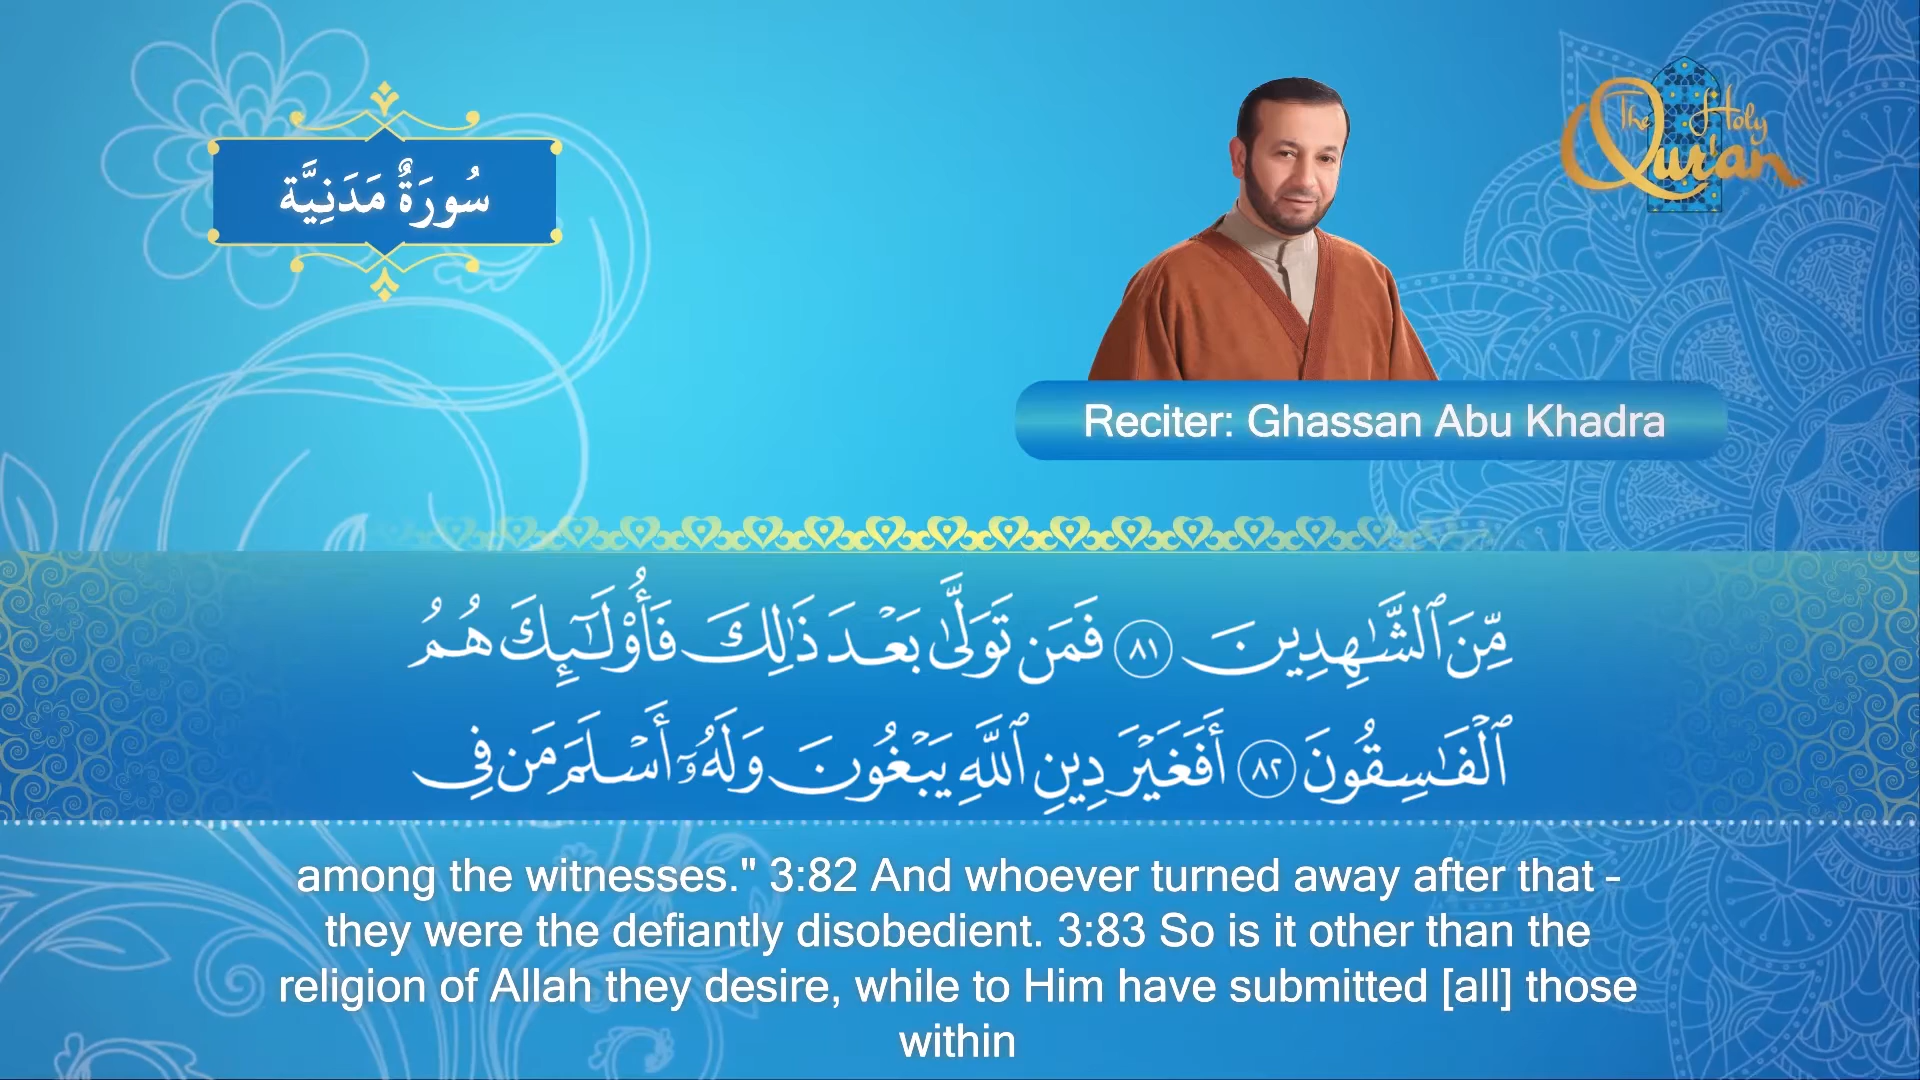 سُورَةٌ مَدَنِيَّة
The Holy
Qur'an
Reciter: Ghassan Abu Khadra
مِّنَ ٱلشَّٰهِدِينَ ٨١ فَمَن تَوَلَّىٰ بَعْدَ ذَٰلِكَ فَأُوْلَٰٓئِكَ هُمُ
ٱلْفَٰسِقُونَ ٨٢ أَفَغَيْرَ دِينِ ٱللَّهِ يَبْغُونَ وَلَهُۥٓ أَسْلَمَ مَن فِي
among the witnesses." 3:82 And whoever turned away after that –
they were the defiantly disobedient. 3:83 So is it other than the
religion of Allah they desire, while to Him have submitted [all] those
within